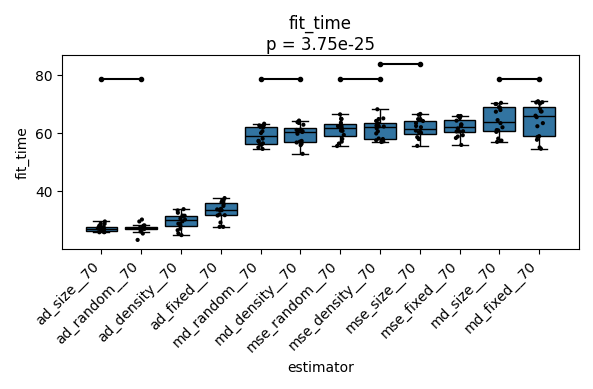 fit_time
p = 3.75e-25
fit_time
80
60
40
ad_size__70
ad_random__70
ad_density__70
ad_fixed__70
md_random__70
md_density__70
mse_random__70
mse_density__70
mse_size__70
mse_fixed__70
md_size__70
md_fixed__70
estimator